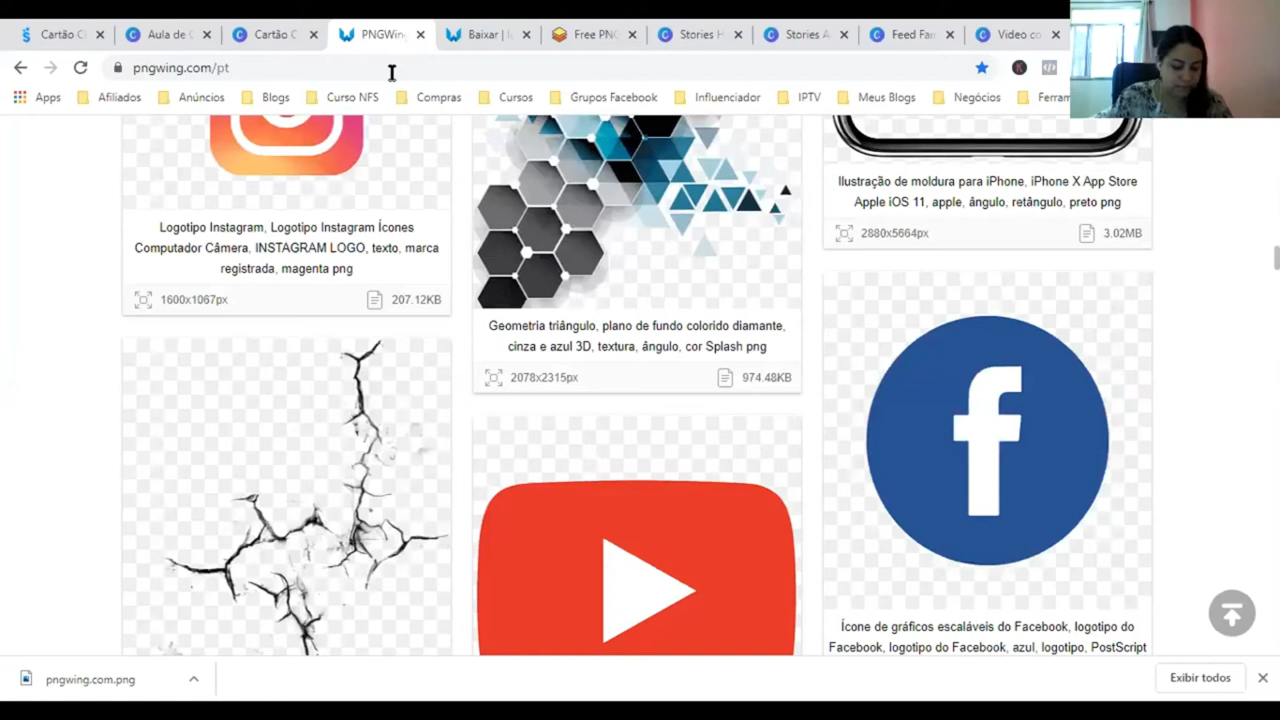 Cartão C
Aula de
Cartão C
PNGWing
Baixar |
Free PN
Stories H
Stories A
Feed Far
Video co
pngwing.com/pt
Apps
Afiliados
Anúncios
Blogs
Curso NFS
Compras
Cursos
Grupos Facebook
Influenciador
IPTV
Meus Blogs
Negócios
Ferram
Logotipo Instagram, Logotipo Instagram Ícones
Computador Câmera, INSTAGRAM LOGO, texto, marca
registrada, magenta png
1600x1067px
207.12KB
Geometria triângulo, plano de fundo colorido diamante,
cinza e azul 3D, textura, ângulo, cor Splash png
2078x2315px
974.48KB
Ilustração de moldura para iPhone, iPhone X App Store
Apple iOS 11, apple, ângulo, retângulo, preto png
2880x5664px
3.02MB
Ícone de gráficos escaláveis do Facebook, logotipo do
Facebook, logotipo do Facebook, azul, logotipo, PostScript
pngwing.com.png
Exibir todos